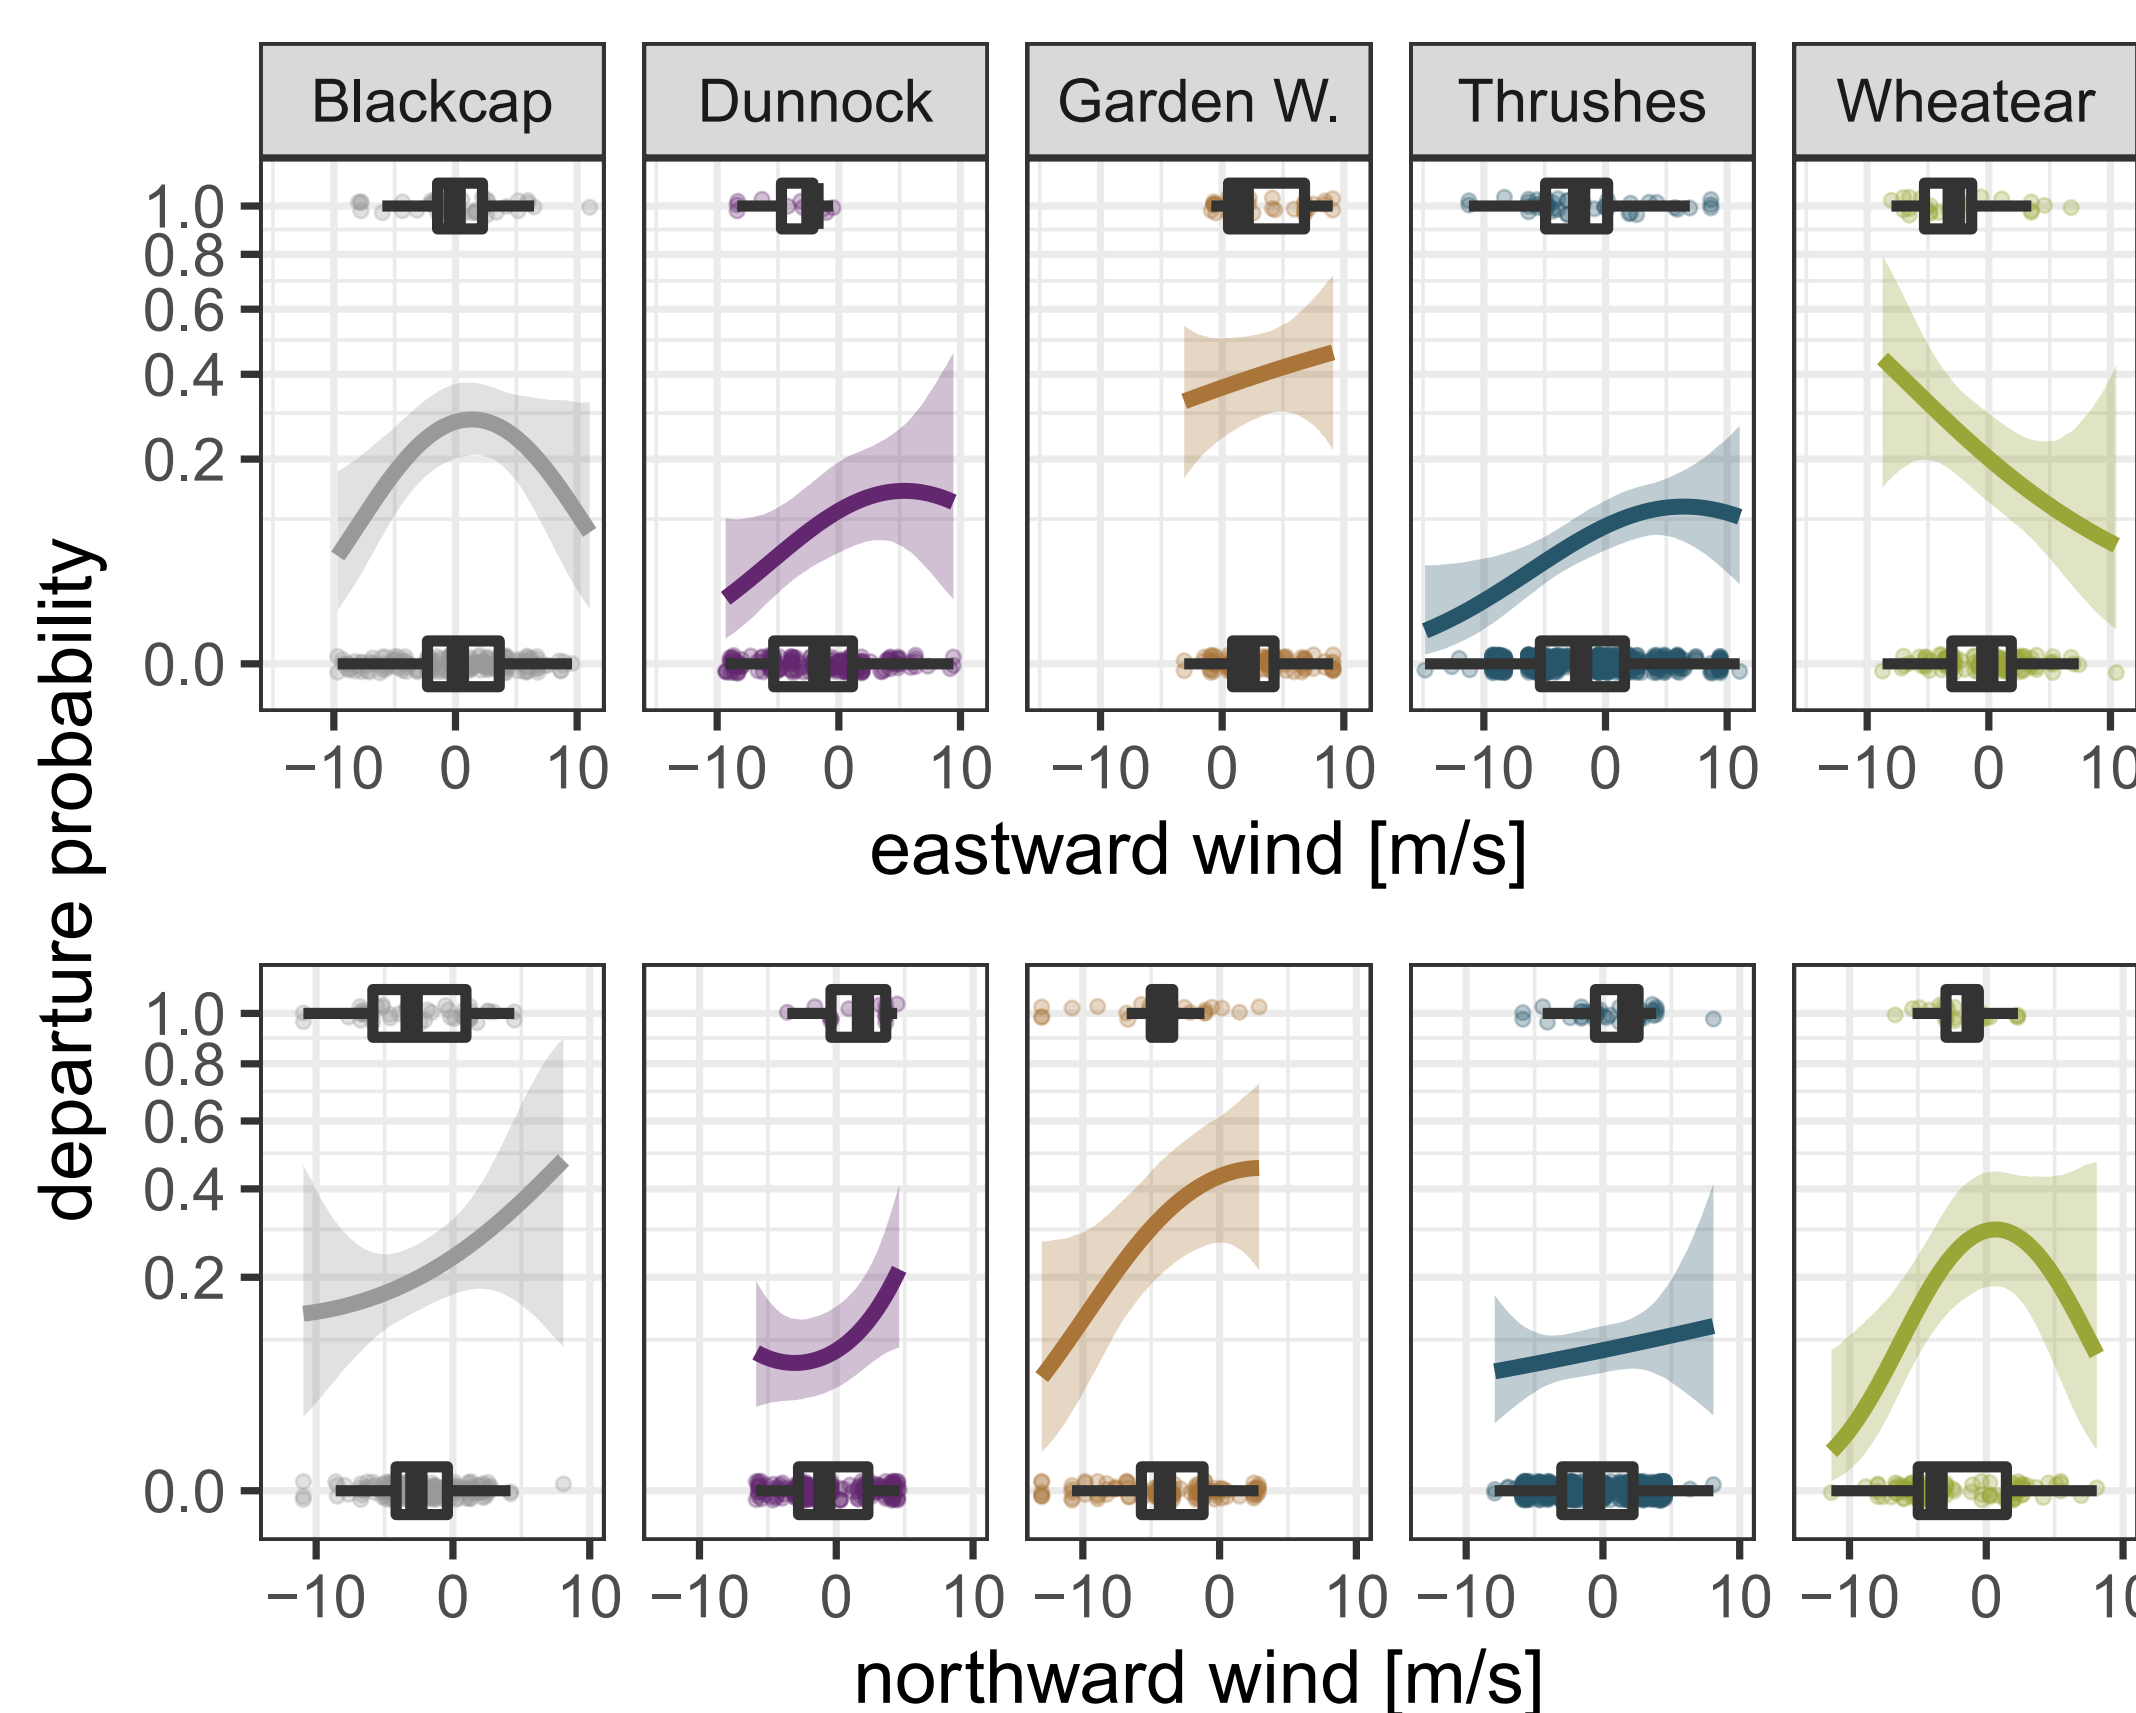 Blackcap Dunnock Garden W. Thrushes Wheatear
1.0
0.8
0.6
0.4
0.2
0.0
−10 0 10 −10 0 10 −10 0 10 −10 0 10 −10 0 10
eastward wind [m/s]
departure probability
1.0
0.8
0.6
0.4
0.2
0.0
−10 0 10 −10 0 10 −10 0 10 −10 0 10 −10 0 10
northward wind [m/s]